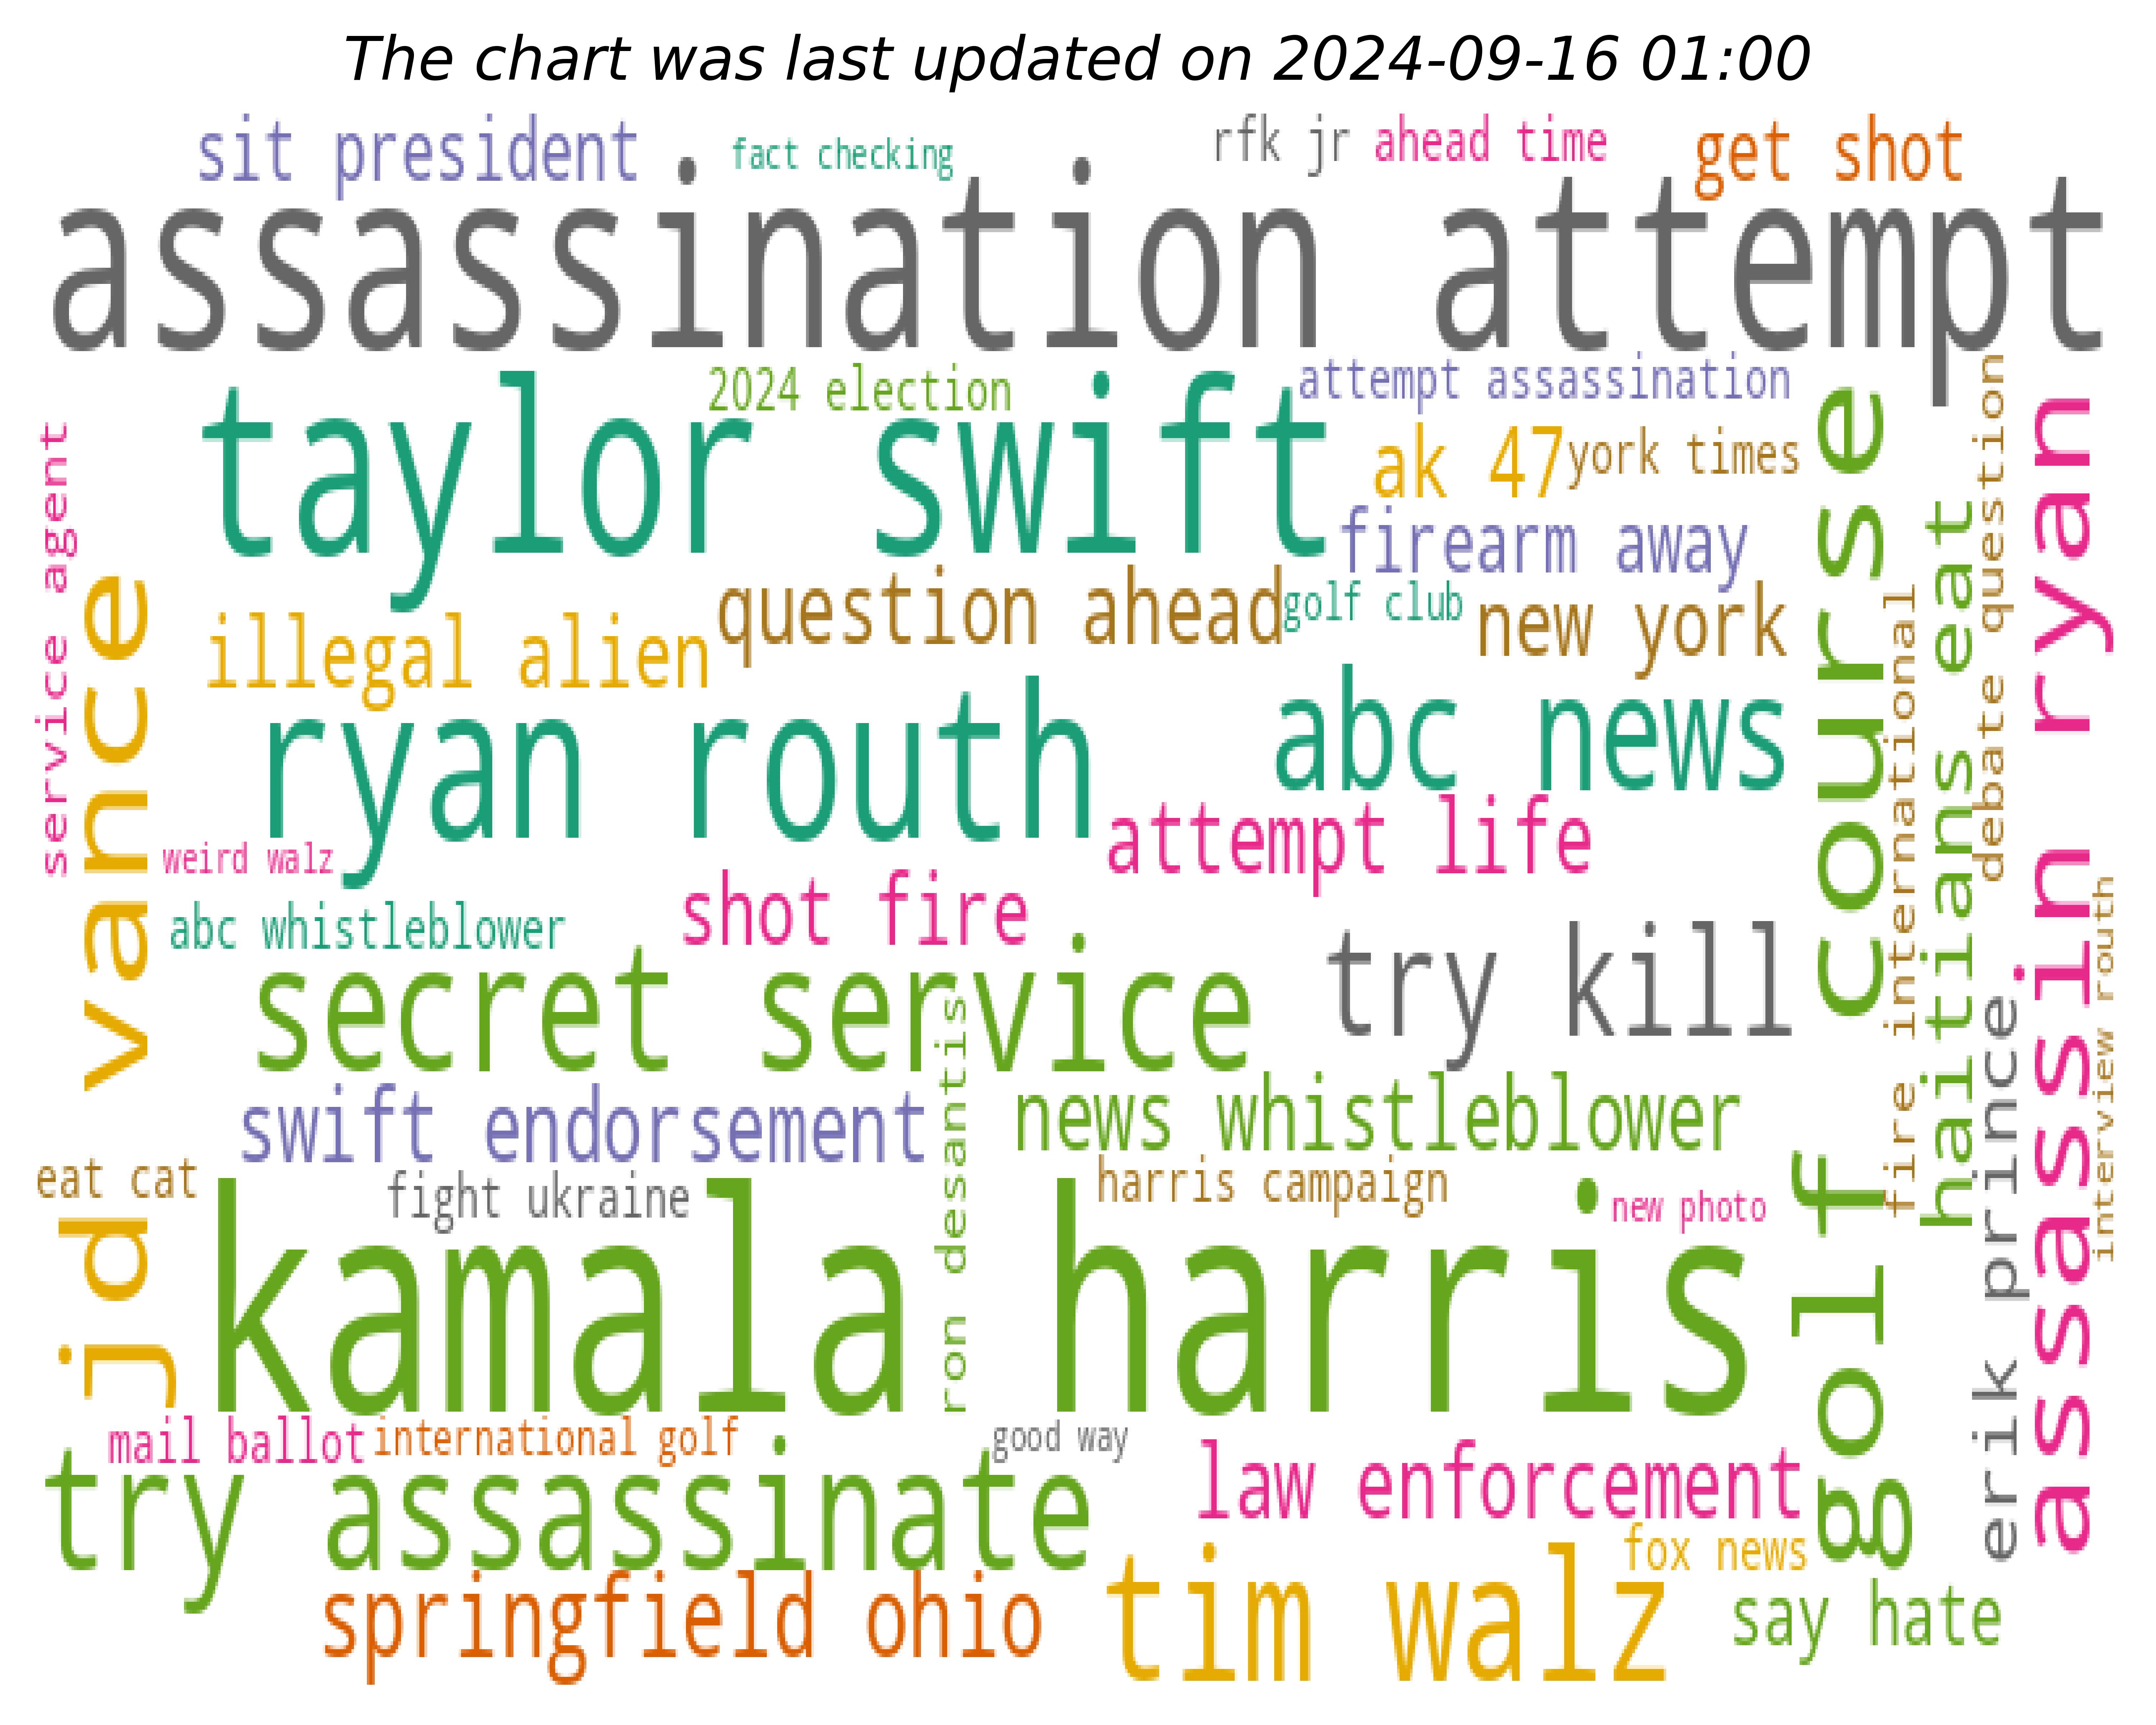 The chart was last updated on 2024-09-16 01:00
sit president
fact checking
rfk jr
ahead time
get shot
assassination attempt
2024 election
attempt assassination
taylor swift
ak 47
york times
firearm away
service agent
jd vance
illegal alien
question ahead
golf club
new york
golf course
fire international
haitians eat
debate question
assassin ryan
ryan routh
abc news
attempt life
weird walz
shot fire
abc whistleblower
secret service
try kill
ron desantis
erik prince
interview routh
swift endorsement
news whistleblower
eat cat
fight ukraine
harris campaign
new photo
kamala harris
mail ballot
international golf
good way
try assassinate
law enforcement
fox news
springfield ohio
tim walz
say hate